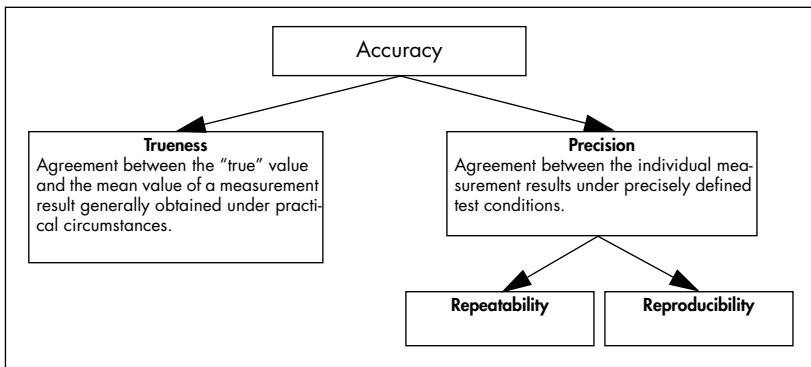 Accuracy
Trueness
Agreement between the “true” value
and the mean value of a measurement
result generally obtained under practi-
cal circumstances.
Precision
Agreement between the individual mea-
surement results under precisely defined
test conditions.
Repeatability
Reproducibility